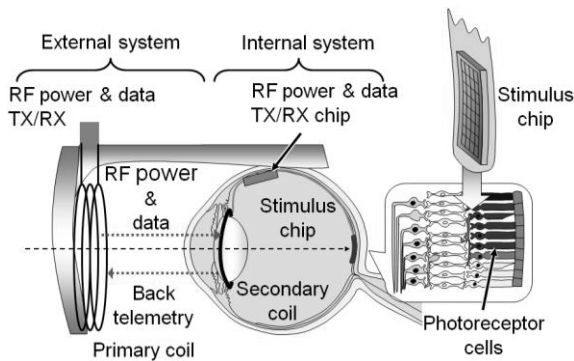 External system
Internal system
RF power & data
TX/RX
RF power & data
TX/RX chip
Stimulus
chip
RF power
&
data
Stimulus
chip
Back
telemetry
Secondary
coil
Primary coil
Photoreceptor
cells